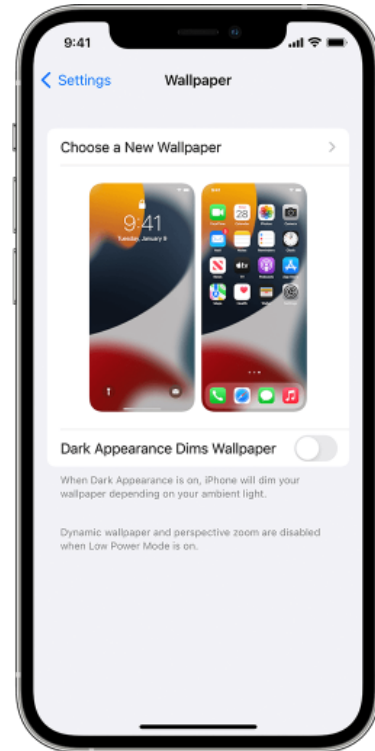 9:41
Settings
Wallpaper
Choose a New Wallpaper
9:41
Tuesday, January 9
28
tv
Dark Appearance Dims Wallpaper
When Dark Appearance is on, iPhone will dim your
wallpaper depending on your ambient light.
Dynamic wallpaper and perspective zoom are disabled
when Low Power Mode is on.